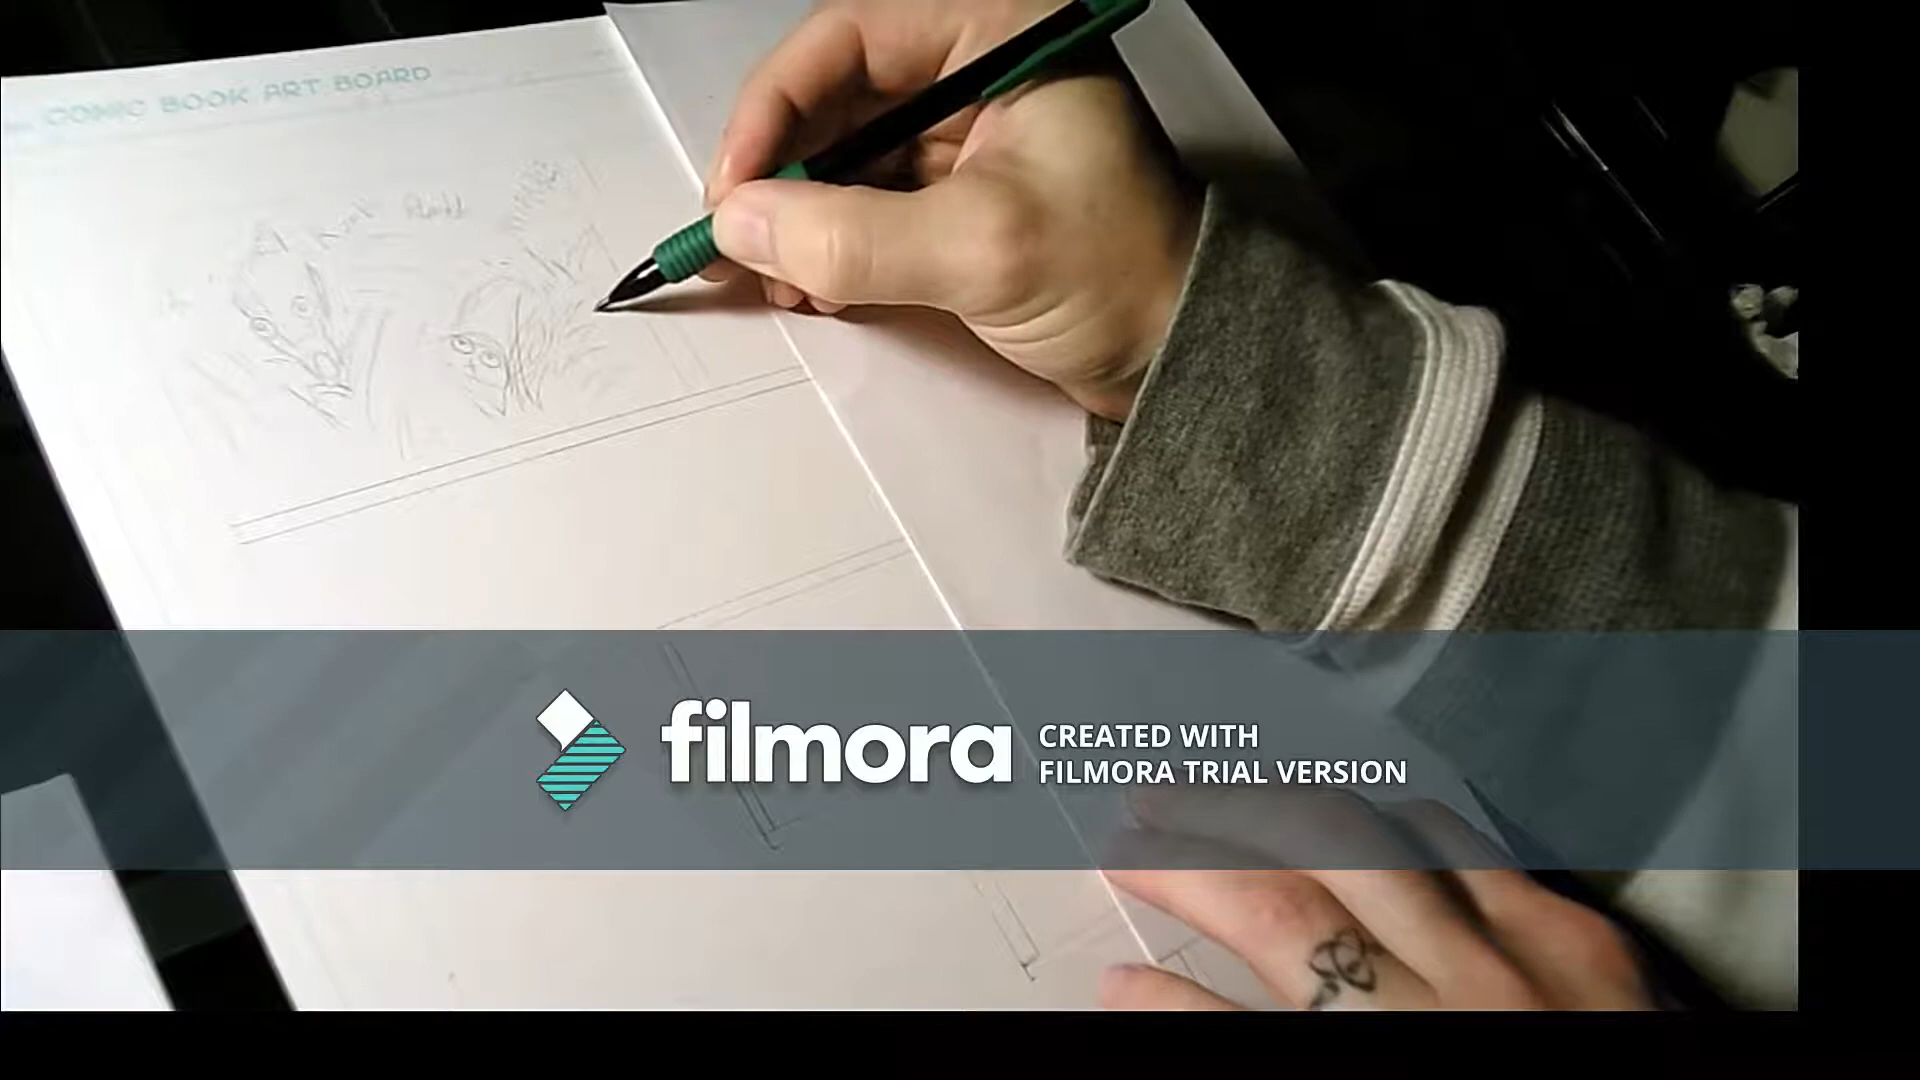 COMIC BOOK ART BOARD
filmora
CREATED WITH
FILMORA TRIAL VERSION